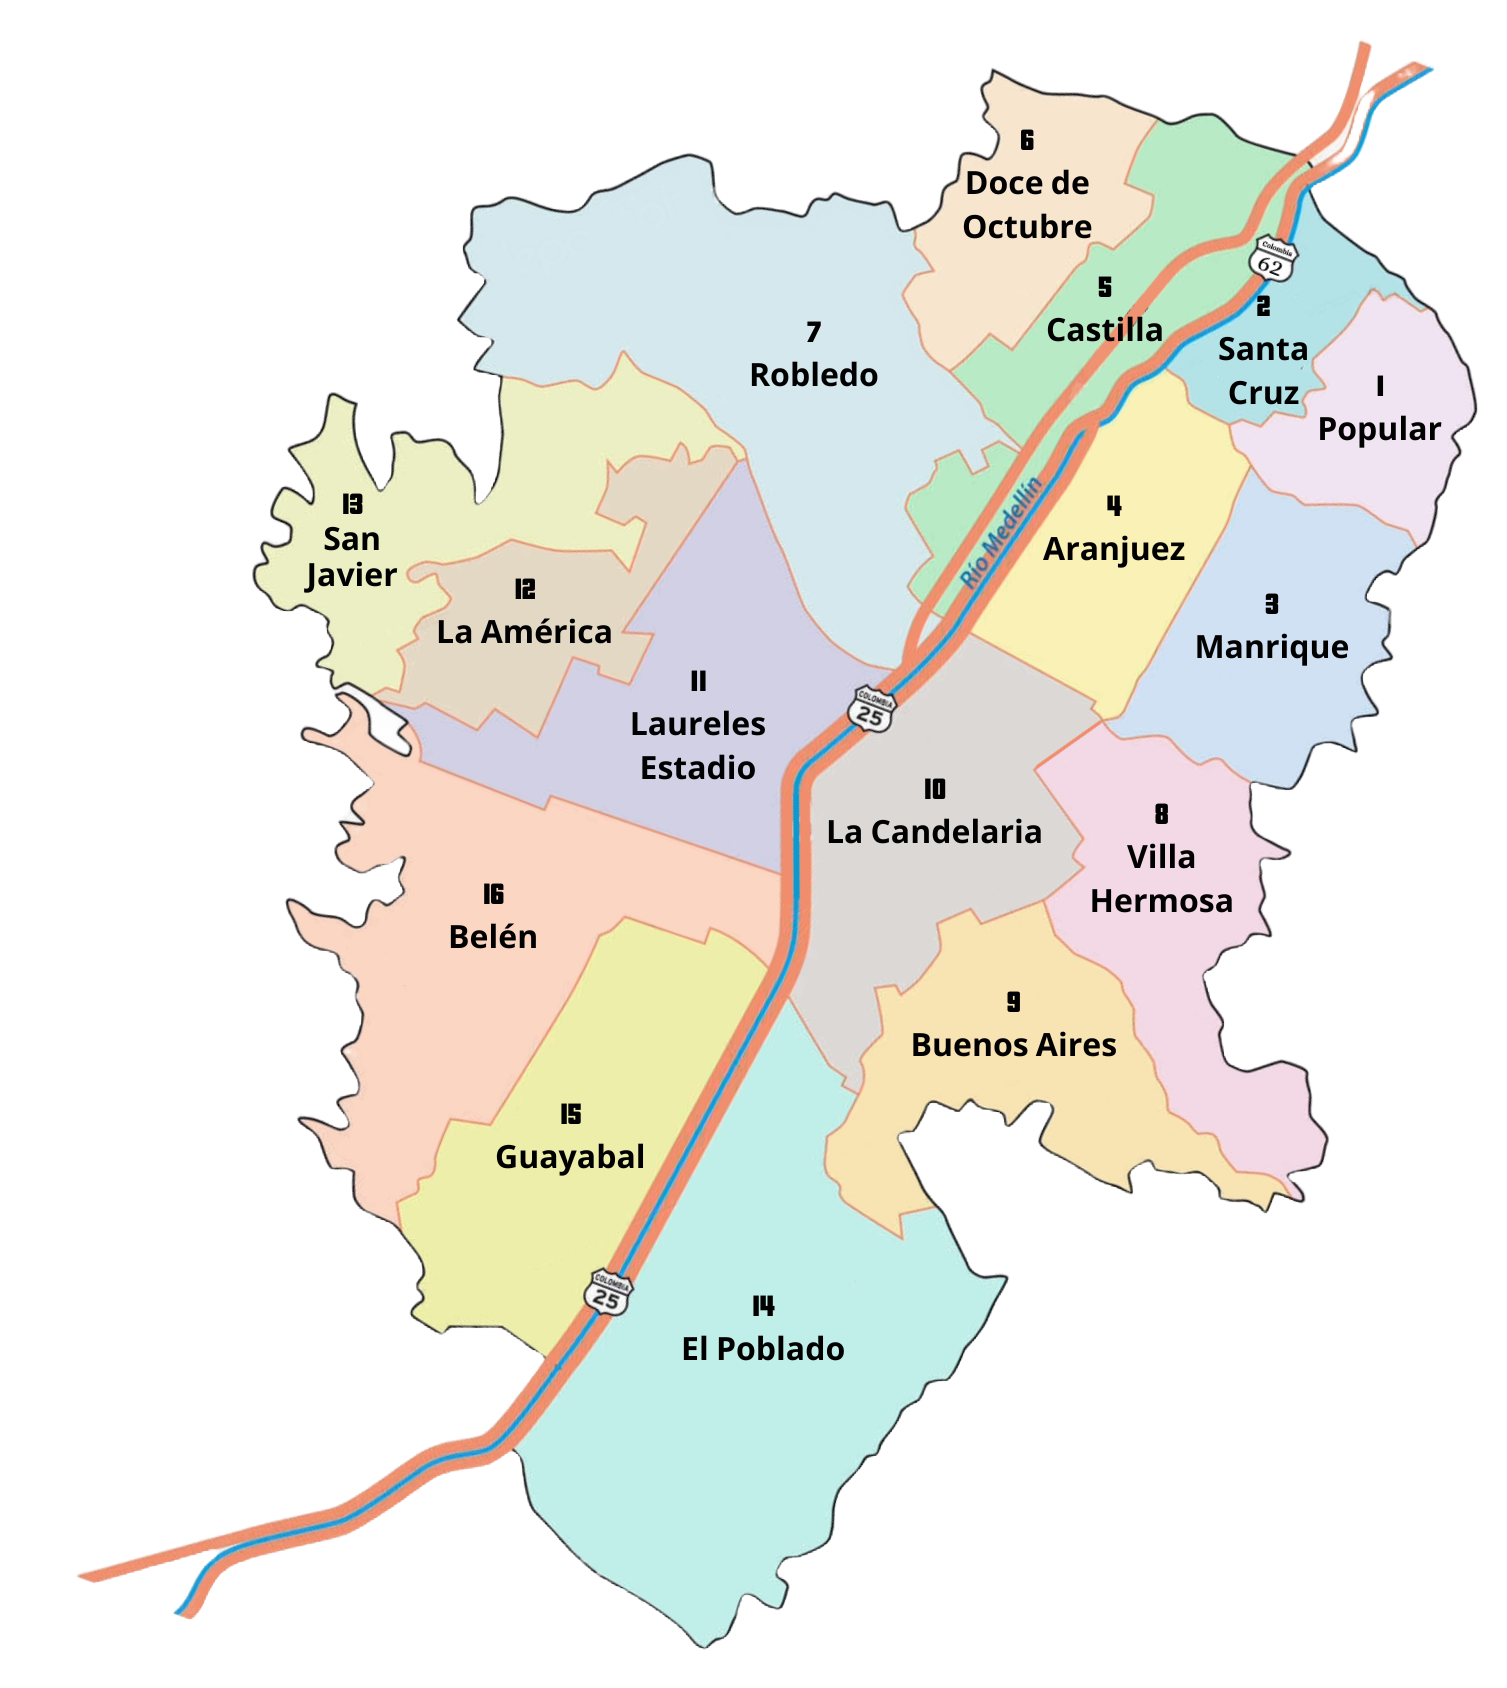 6
Doce de
Octubre
Colombia
62
5
Castilla
2
Santa
Cruz
7
Robledo
1
Popular
13
San
Javier
Río Medellín
4
Aranjuez
12
La América
3
Manrique
11
Laureles
Estadio
COLOMBIA
25
10
La Candelaria
8
Villa
Hermosa
16
Belén
9
Buenos Aires
15
Guayabal
COLOMBIA
25
14
El Poblado